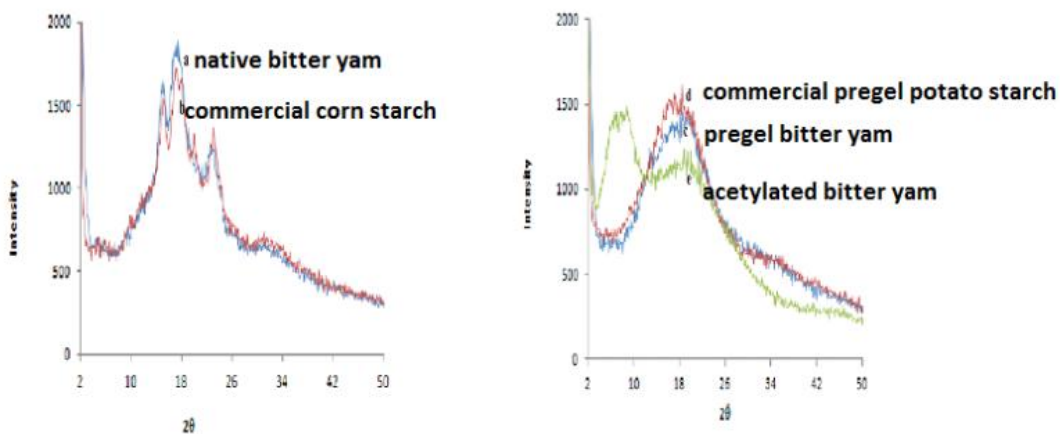 2000
a native bitter yam
1500
b commercial corn starch
Intensity
1000
500
0
2 10 18 26 34 42 50
2θ
2000
d commercial pregel potato starch
1500
c pregel bitter yam
Intensity
1000
acetylated bitter yam
500
0
2 10 18 26 34 42 50
2θ